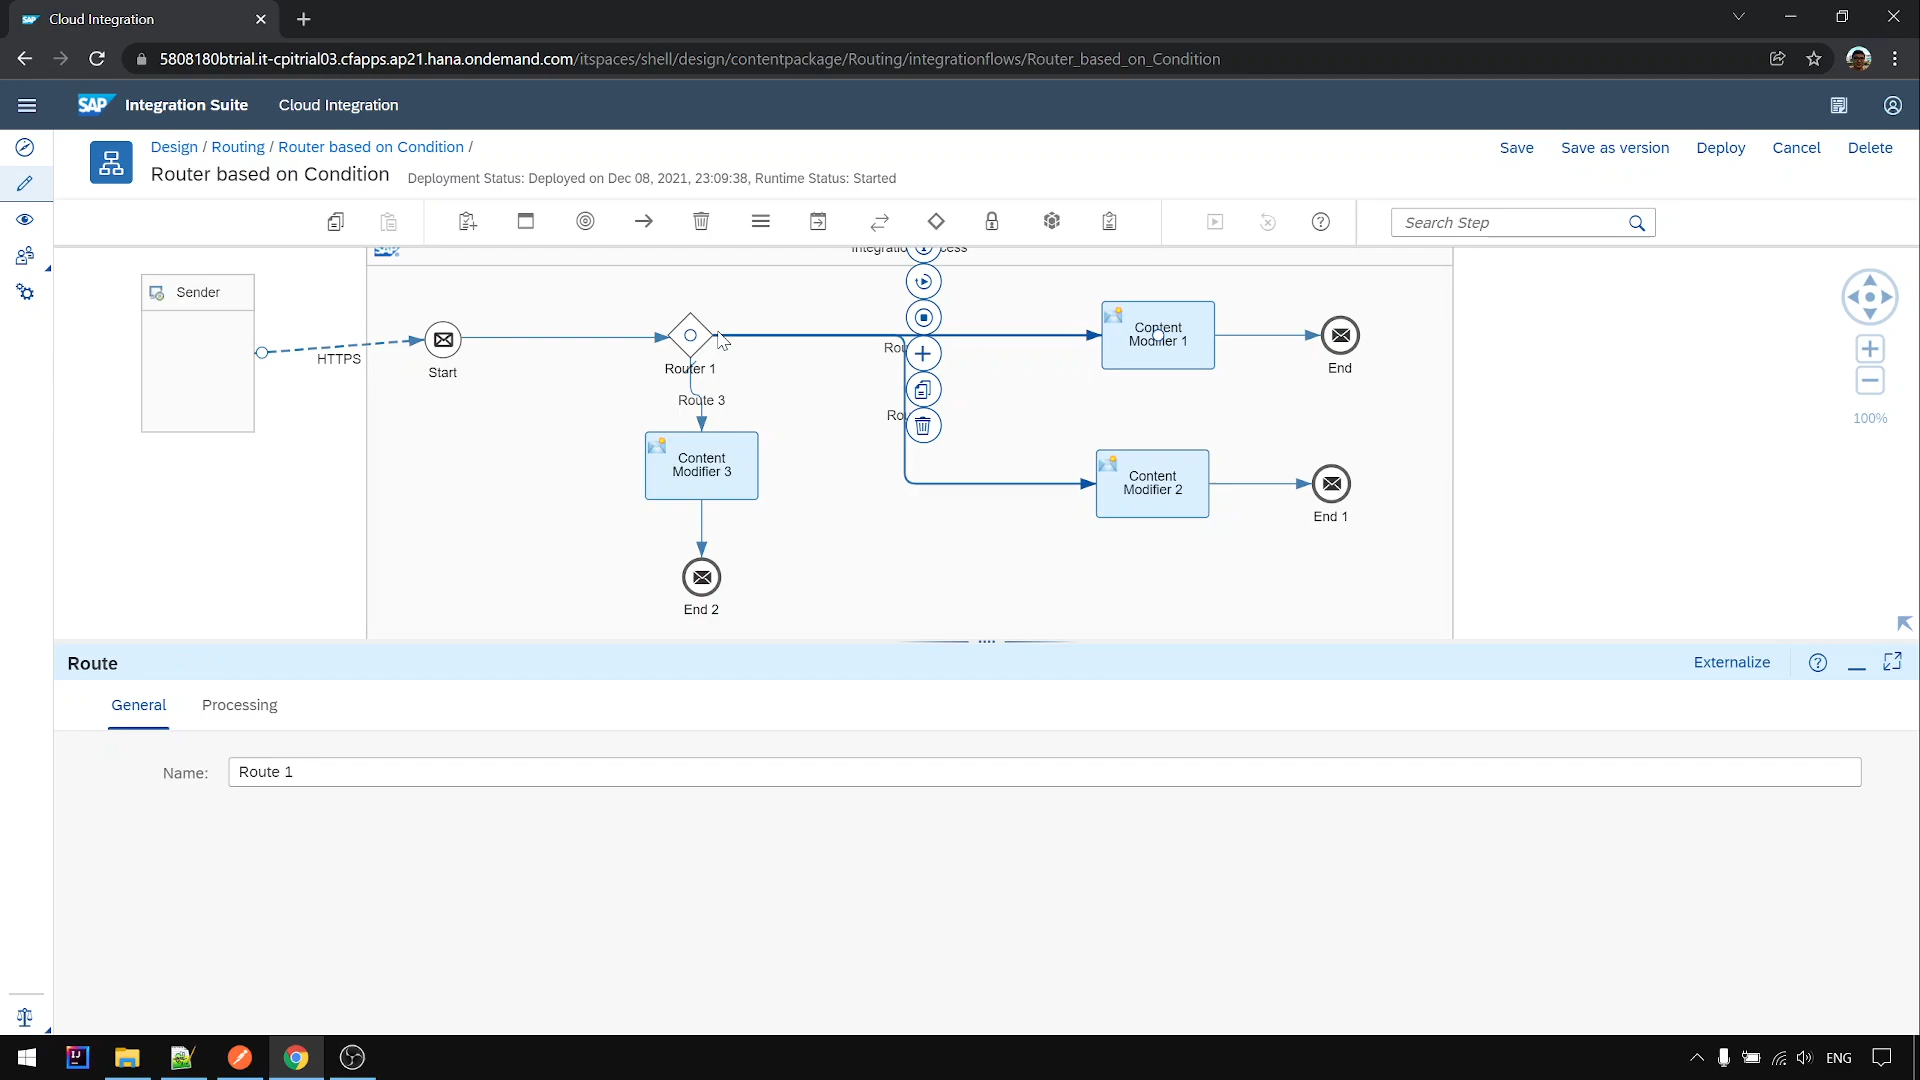 SAP Cloud Integration
5808180btrial.it-cpitrial03.cfapps.ap21.hana.ondemand.com/itspaces/shell/design/contentpackage/Routing/integrationflows/Router_based_on_Condition
SAP Integration Suite Cloud Integration
Design / Routing / Router based on Condition /
Router based on Condition Deployment Status: Deployed on Dec 08, 2021, 23:09:38, Runtime Status: Started
Save Save as version Deploy Cancel Delete
Search Step
Sender
HTTPS
Start
Router 1
Route 3
Content
Modifier 1
End
Content
Modifier 2
End 1
Content
Modifier 3
End 2
100%
Route
Externalize
General Processing
Name: Route 1
ENG